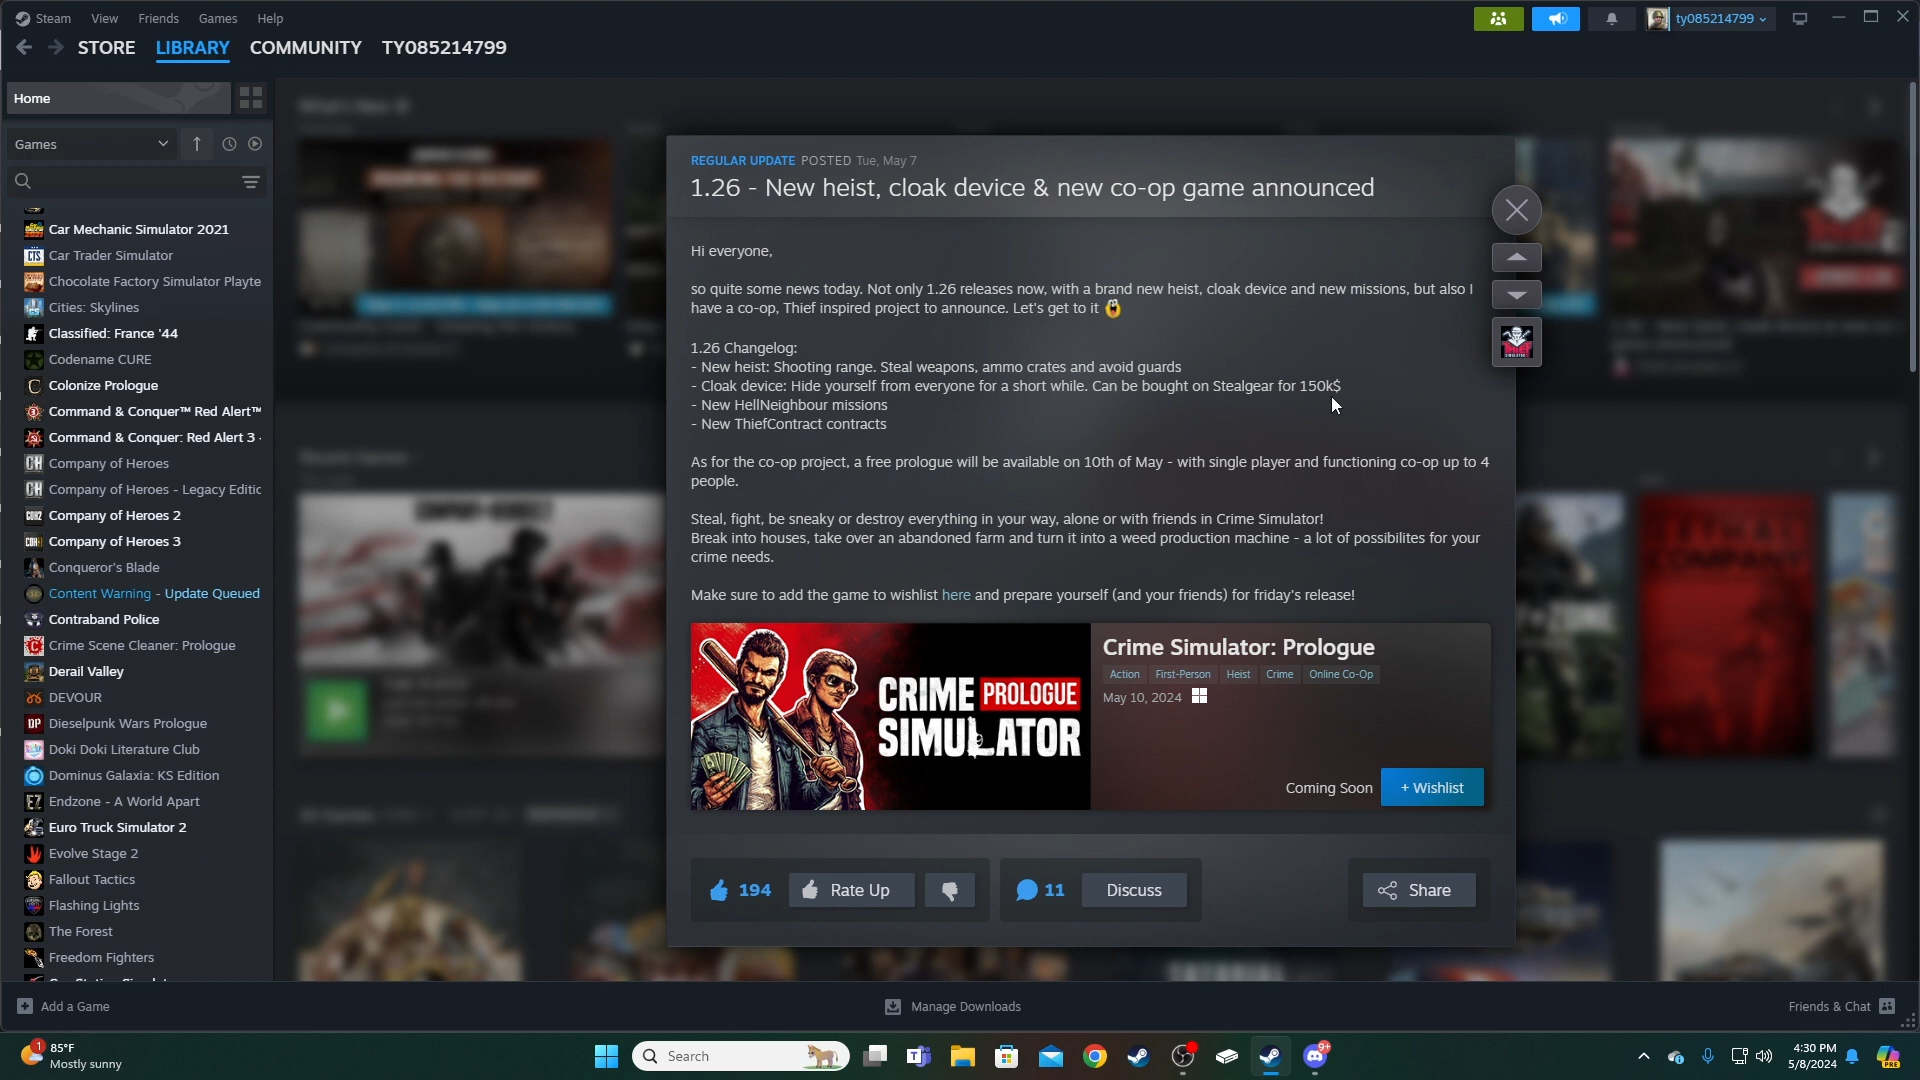 Steam View Friends Games Help
ty085214799
STORE LIBRARY COMMUNITY TY085214799
Home
Games
Car Mechanic Simulator 2021
Car Trader Simulator
Chocolate Factory Simulator Playte
Cities: Skylines
Classified: France '44
Codename CURE
Colonize Prologue
Command & Conquer™ Red Alert™
Command & Conquer: Red Alert 3 -
Company of Heroes
Company of Heroes - Legacy Editic
Company of Heroes 2
Company of Heroes 3
Conqueror's Blade
Content Warning - Update Queued
Contraband Police
Crime Scene Cleaner: Prologue
Derail Valley
DEVOUR
Dieselpunk Wars Prologue
Doki Doki Literature Club
Dominus Galaxia: KS Edition
Endzone - A World Apart
Euro Truck Simulator 2
Evolve Stage 2
Fallout Tactics
Flashing Lights
The Forest
Freedom Fighters
REGULAR UPDATE POSTED Tue, May 7
1.26 - New heist, cloak device & new co-op game announced
Hi everyone,
so quite some news today. Not only 1.26 releases now, with a brand new heist, cloak device and new missions, but also I
have a co-op, Thief inspired project to announce. Let's get to it
1.26 Changelog:
- New heist: Shooting range. Steal weapons, ammo crates and avoid guards
- Cloak device: Hide yourself from everyone for a short while. Can be bought on Stealgear for 150k$
- New HellNeighbour missions
- New ThiefContract contracts
As for the co-op project, a free prologue will be available on 10th of May - with single player and functioning co-op up to 4
people.
Steal, fight, be sneaky or destroy everything in your way, alone or with friends in Crime Simulator!
Break into houses, take over an abandoned farm and turn it into a weed production machine - a lot of possibilites for your
crime needs.
Make sure to add the game to wishlist here and prepare yourself (and your friends) for friday's release!
CRIME PROLOGUE
SIMULATOR
Crime Simulator: Prologue
Action First-Person Heist Crime Online Co-Op
May 10, 2024
Coming Soon + Wishlist
194 Rate Up 11 Discuss Share
THIEF
Add a Game
Manage Downloads
Friends & Chat
1
85°F
Mostly sunny
Search
9+
4:30 PM
5/8/2024
PRE